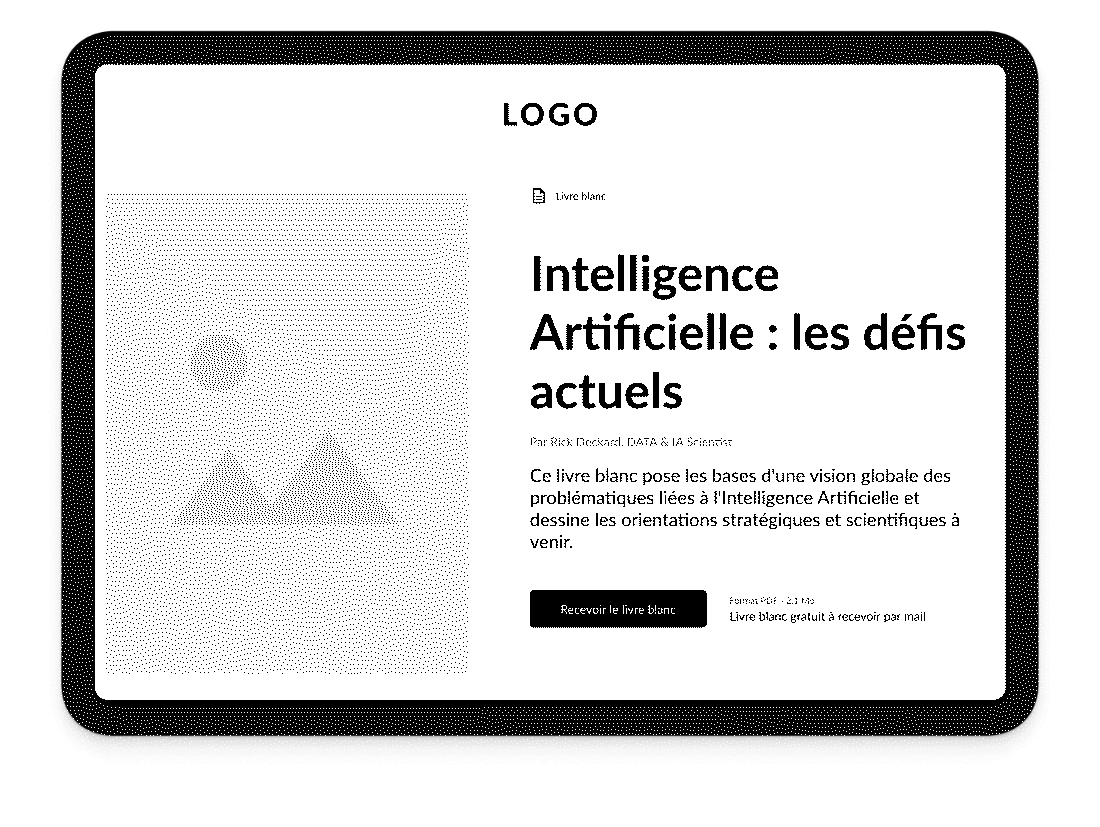 LOGO
Livre blanc
Intelligence
Artificielle : les défis
actuels
Par Rick Deckard, DATA & IA Scientist
Ce livre blanc pose les bases d'une vision globale des
problématiques liées à l'Intelligence Artificielle et
dessine les orientations stratégiques et scientifiques à
venir.
Recevoir le livre blanc
Format PDF - 2.1 Mo
Livre blanc gratuit à recevoir par mail